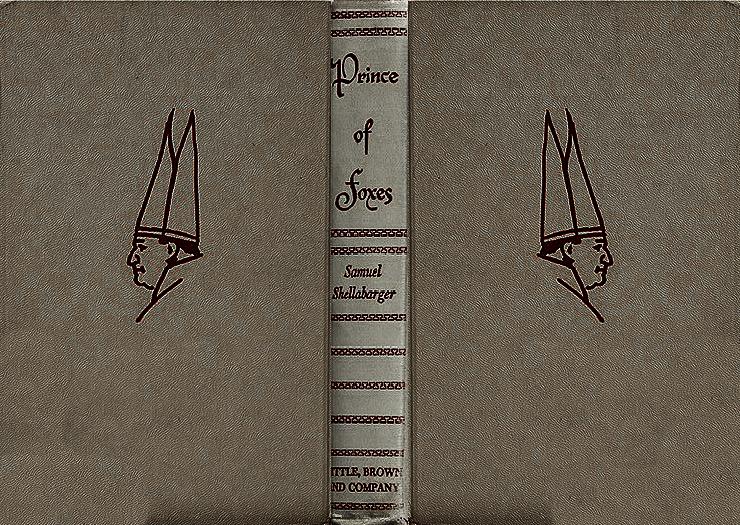 Prince
of
Foxes
Samuel
Shellabarger
ITTLE, BROWN
ND COMPANY